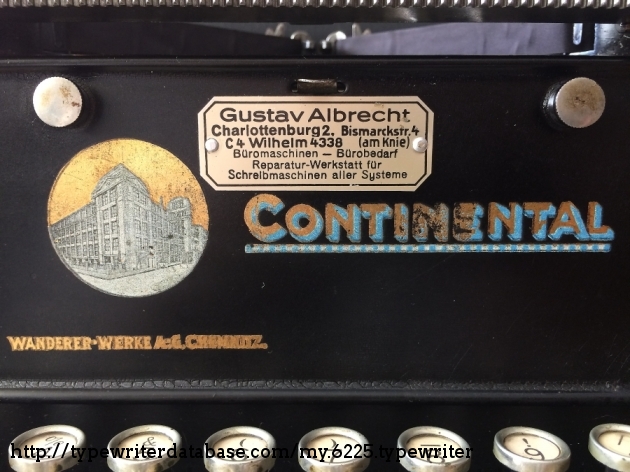 Gustav Albrecht
Charlottenburg 2, Bismarckstr. 4
C4 Wilhelm 4338 (am Knie)
Büromaschinen — Bürobedarf
Reparatur-Werkstatt für
Schreibmaschinen aller Systeme
CONTINENTAL
WANDERER-WERKE A-G. CHEMNITZ.
http://typewriterdatabase.com/my.6225.typewriter